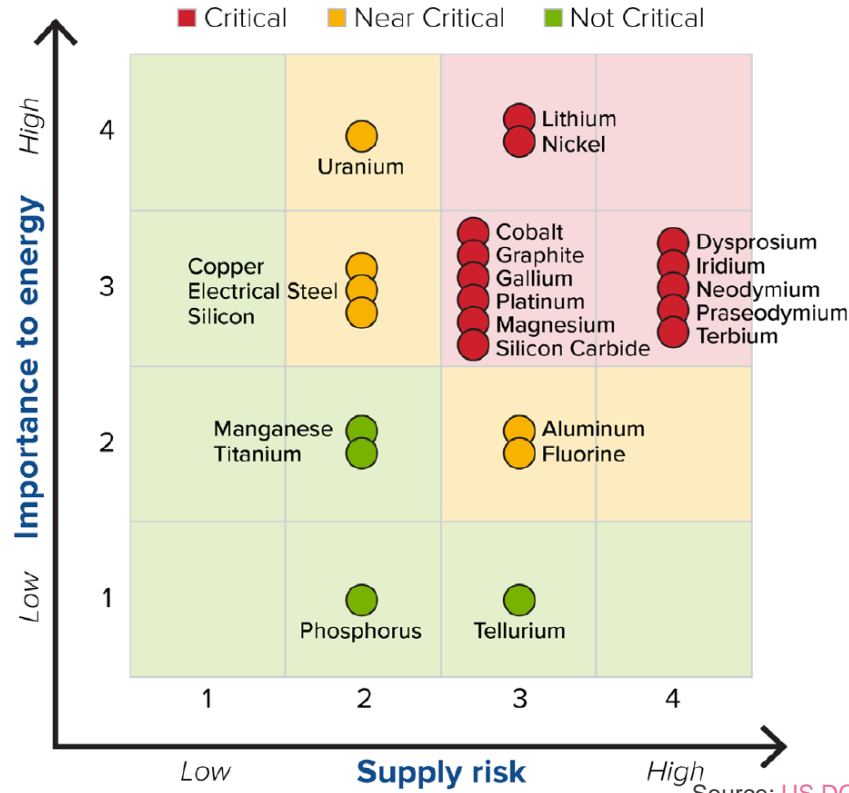 Critical Near Critical Not Critical
High
Importance to energy
Low
4
3
2
1
Uranium
Lithium
Nickel
Copper
Electrical Steel
Silicon
Cobalt
Graphite
Gallium
Platinum
Magnesium
Silicon Carbide
Dysprosium
Iridium
Neodymium
Praseodymium
Terbium
Manganese
Titanium
Aluminum
Fluorine
Phosphorus
Tellurium
1 2 3 4
Low Supply risk High
Source: US